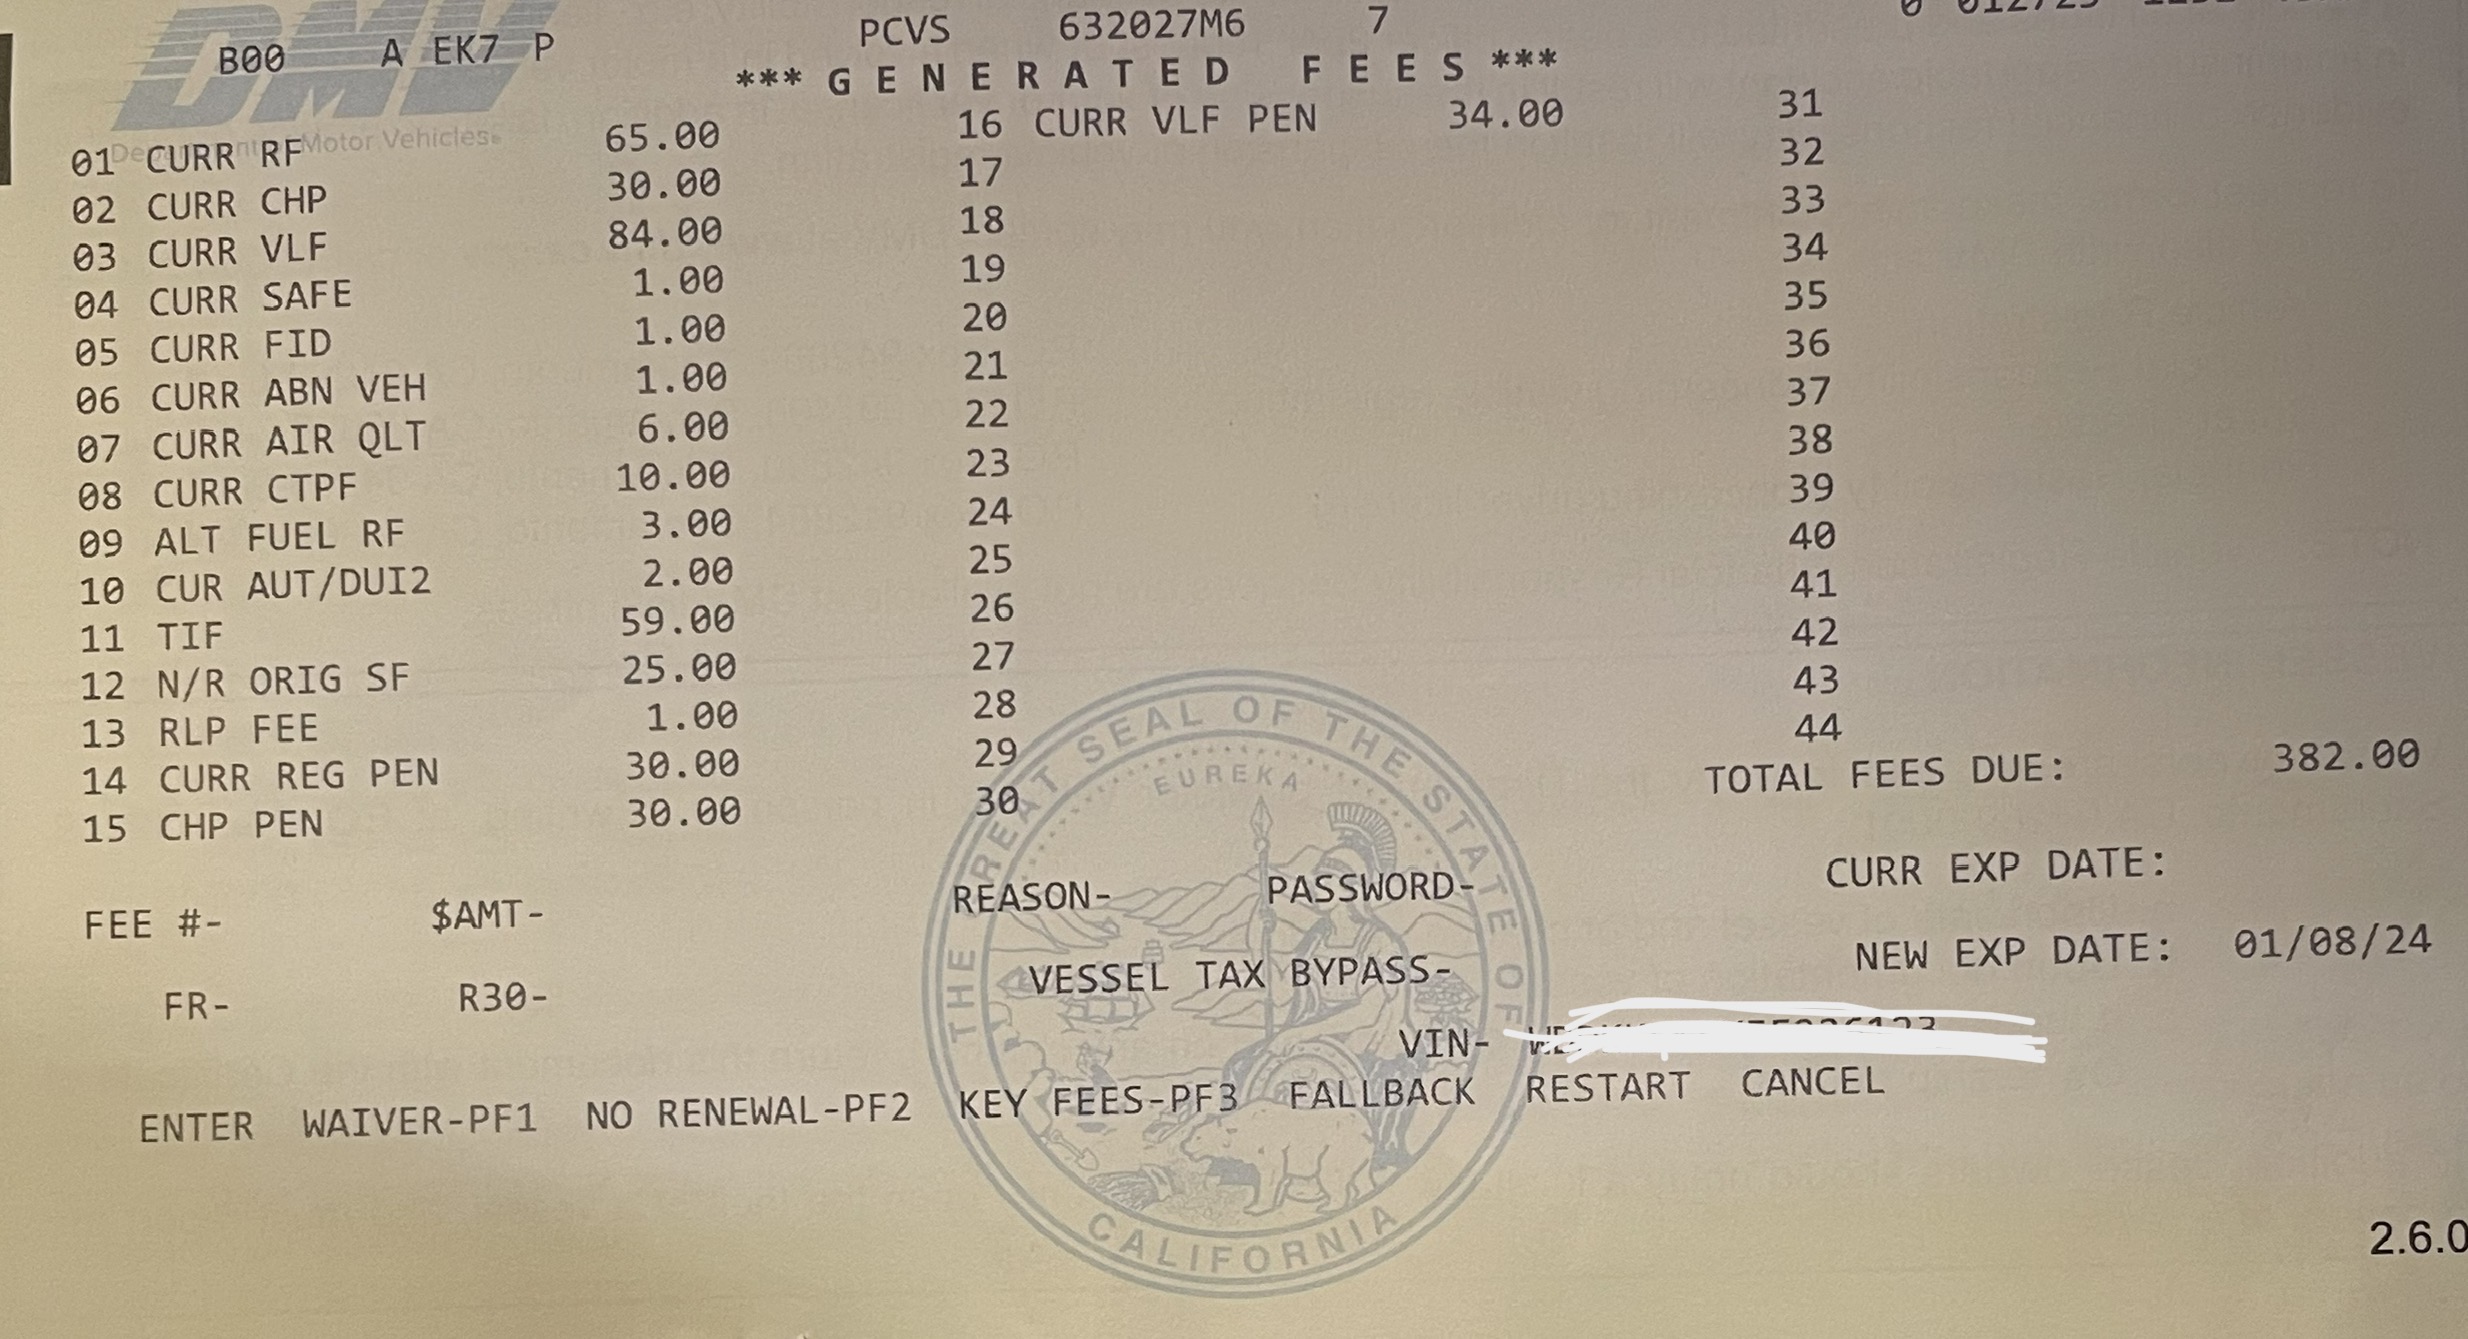 B00 A EK7 P PCVS 632027M6 7 0
*** G E N E R A T E D F E E S ***
Department of Motor Vehicles
01 CURR RF 65.00 16 CURR VLF PEN 34.00 31
02 CURR CHP 30.00 17 32
03 CURR VLF 84.00 18 33
04 CURR SAFE 1.00 19 34
05 CURR FID 1.00 20 35
06 CURR ABN VEH 1.00 21 36
07 CURR AIR QLT 6.00 22 37
08 CURR CTPF 10.00 23 38
09 ALT FUEL RF 3.00 24 39
10 CUR AUT/DUI2 2.00 25 40
11 TIF 59.00 26 41
12 N/R ORIG SF 25.00 27 42
13 RLP FEE 1.00 28 43
14 CURR REG PEN 30.00 29 44
15 CHP PEN 30.00 30 TOTAL FEES DUE: 382.00
CURR EXP DATE:
FEE #- $AMT- REASON- PASSWORD-
NEW EXP DATE: 01/08/24
FR- R30- VESSEL TAX BYPASS-
VIN-
ENTER WAIVER-PF1 NO RENEWAL-PF2 KEY FEES-PF3 FALLBACK RESTART CANCEL
THE GREAT SEAL OF THE STATE OF CALIFORNIA
EUREKA
DMV
2.6.0